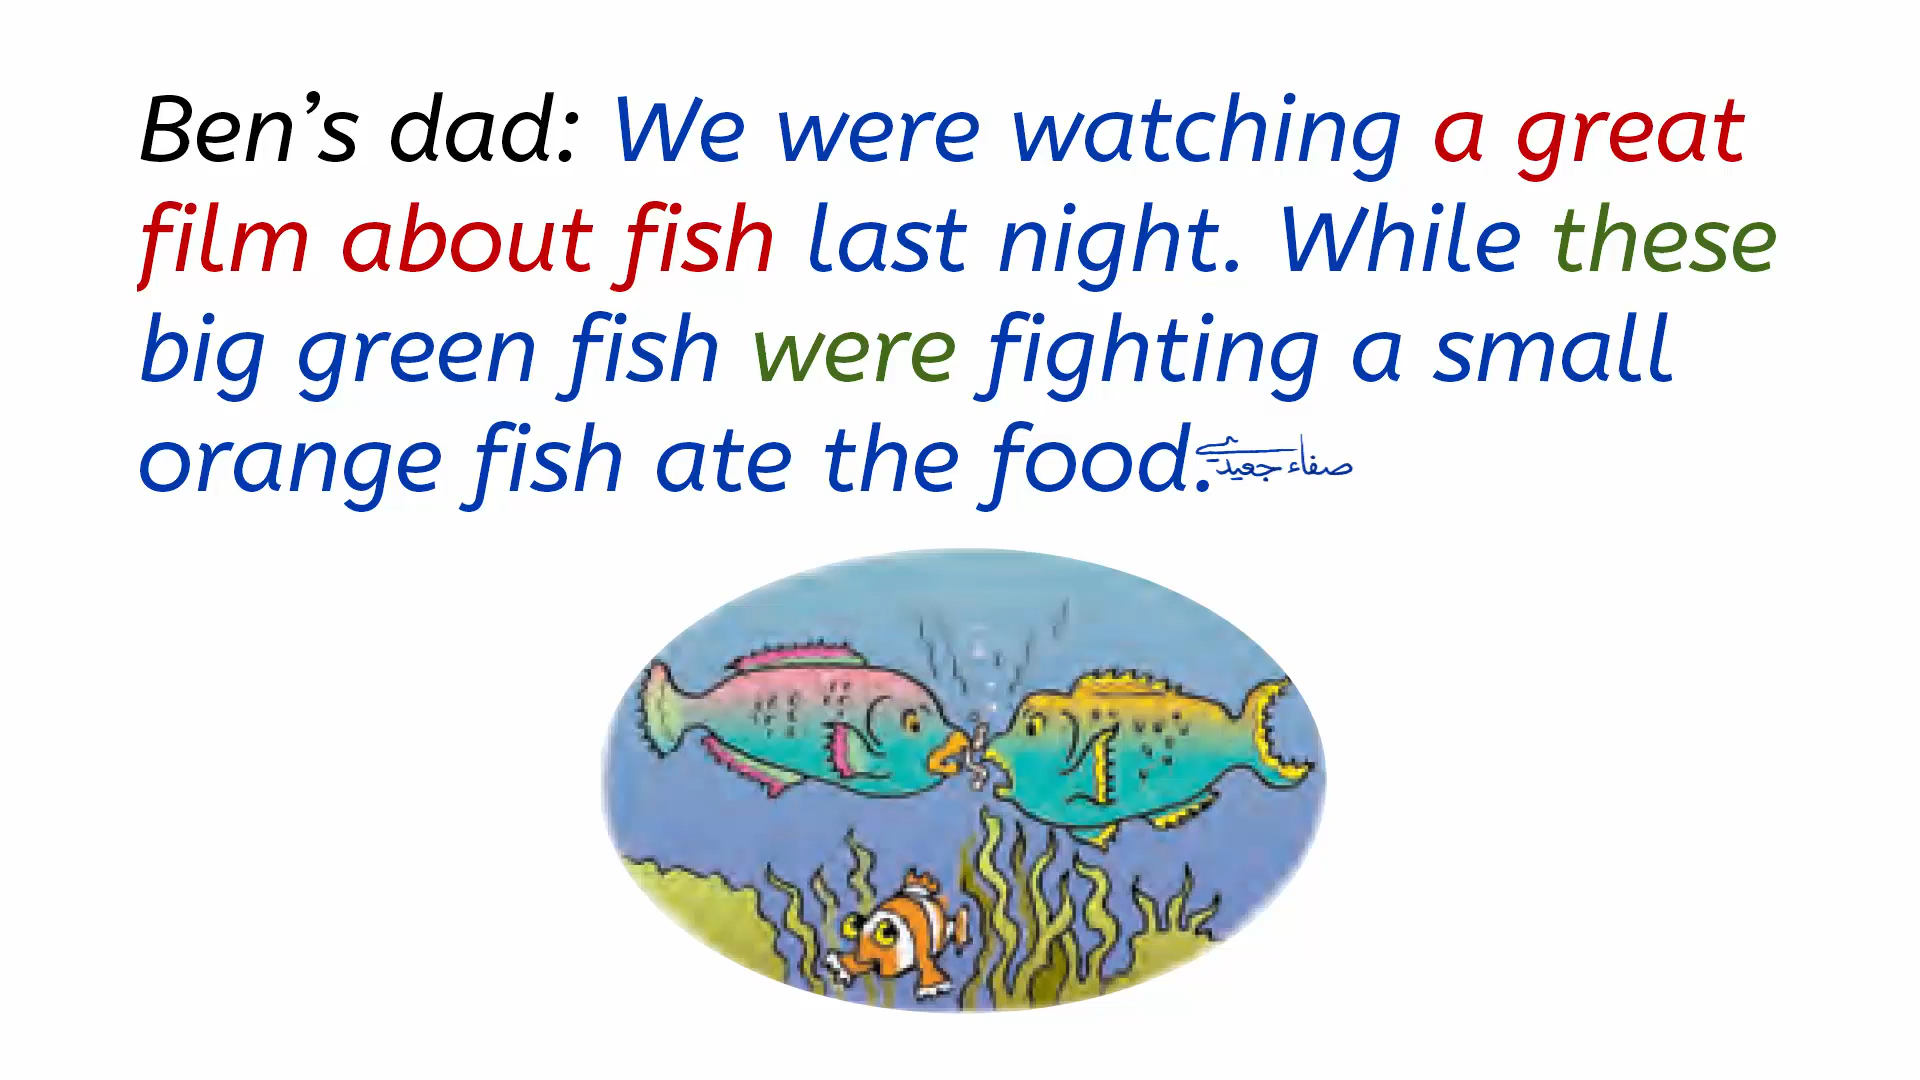 Ben’s dad: We were watching a great
film about fish last night. While these
big green fish were fighting a small
orange fish ate the food.
صفاء جعيدي